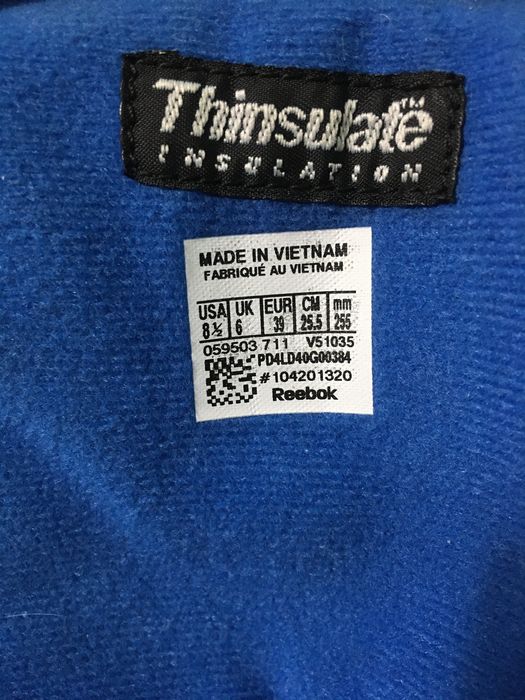 Thinsulate™
INSULATION
MADE IN VIETNAM
FABRIQUÉ AU VIETNAM
USA UK EUR CM mm
8½ 6 39 25.5 255
059503 711 V51035
PD4LD40G00384
#104201320
Reebok